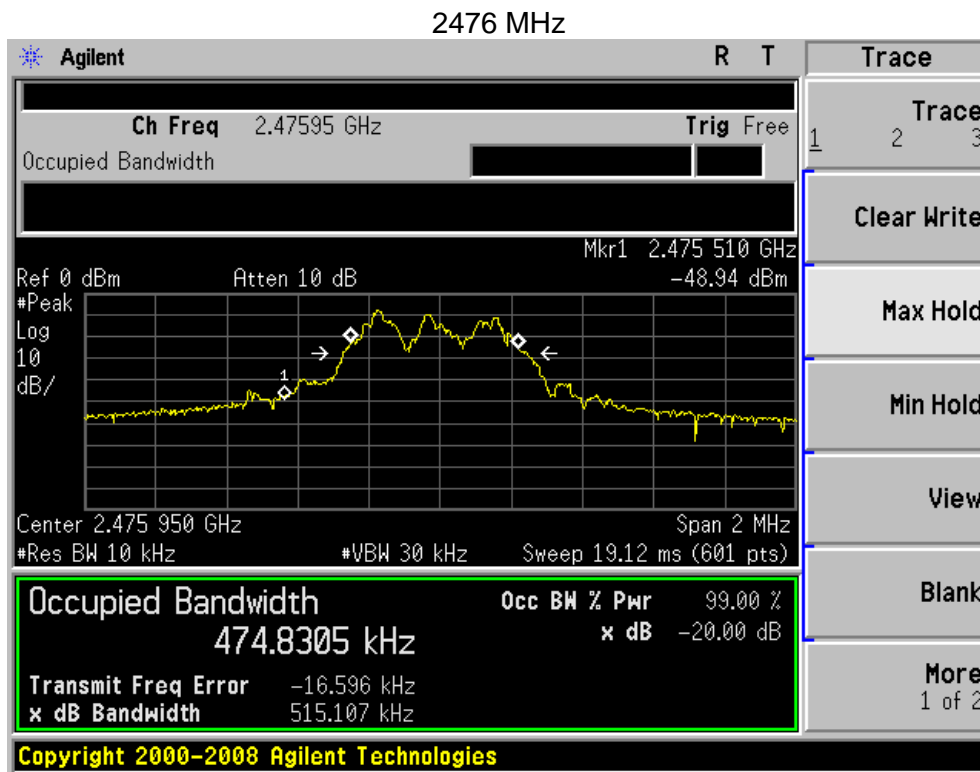 2476 MHz
Agilent R T Trace
Ch Freq 2.47595 GHz Trig Free
Occupied Bandwidth
Trace
1 2 3
Clear Write
Max Hold
Min Hold
View
Blank
More
1 of 2
Mkr1 2.475 510 GHz
Ref 0 dBm Atten 10 dB -48.94 dBm
#Peak
Log
10
dB/
1
Center 2.475 950 GHz Span 2 MHz
#Res BW 10 kHz #VBW 30 kHz Sweep 19.12 ms (601 pts)
Occupied Bandwidth Occ BW % Pwr 99.00 %
474.8305 kHz x dB -20.00 dB
Transmit Freq Error -16.596 kHz
x dB Bandwidth 515.107 kHz
Copyright 2000-2008 Agilent Technologies